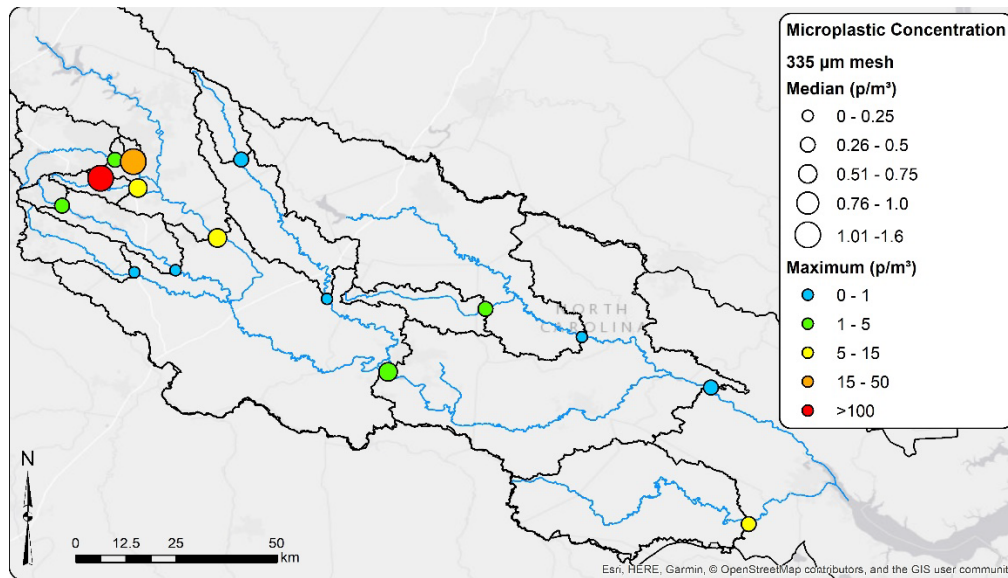 Microplastic Concentration
335 µm mesh
Median (p/m³)
0 - 0.25
0.26 - 0.5
0.51 - 0.75
0.76 - 1.0
1.01 -1.6
Maximum (p/m³)
0 - 1
1 - 5
5 - 15
15 - 50
>100
NORTH
CAROLINA
N
0 12.5 25 50
km
Esri, HERE, Garmin, © OpenStreetMap contributors, and the GIS user communi